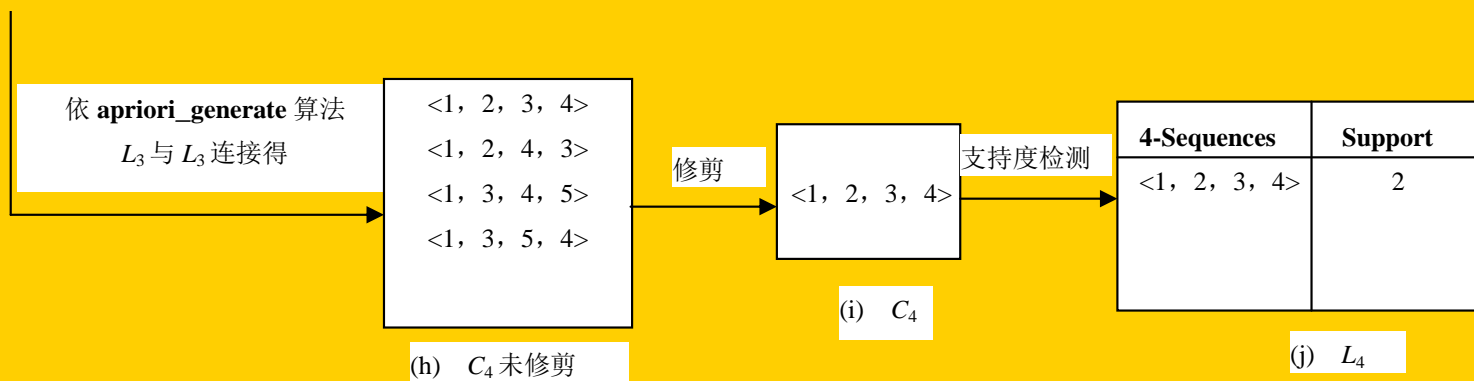 依 apriori_generate 算法
L3 与 L3 连接得
<1，2，3，4>
<1，2，4，3>
<1，3，4，5>
<1，3，5，4>
(h) C4 未修剪
修剪
<1，2，3，4>
(i) C4
支持度检测
4-Sequences Support
<1，2，3，4> 2
(j) L4